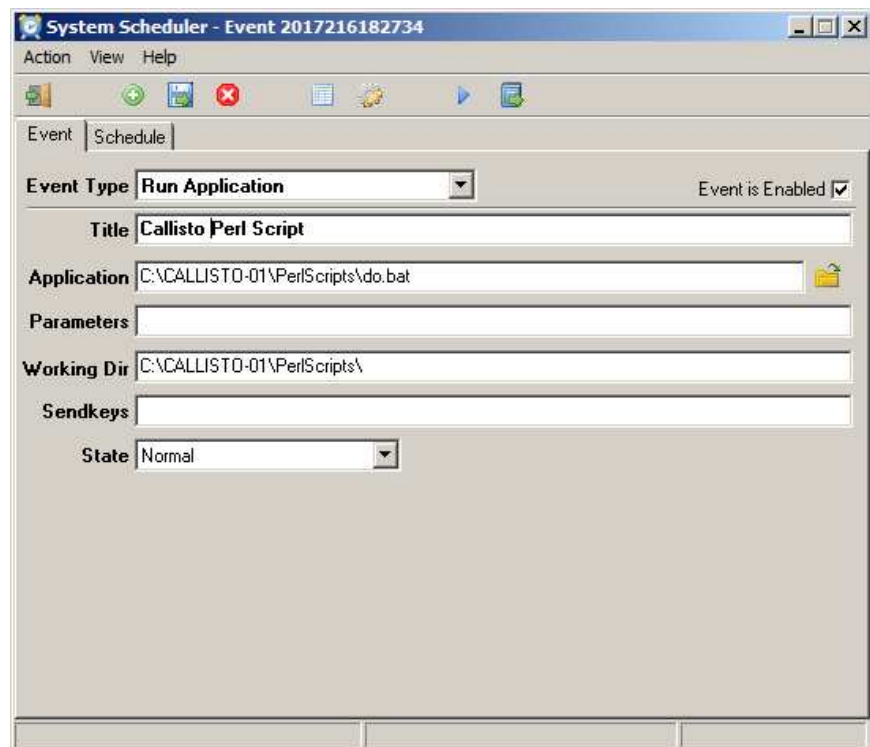 System Scheduler - Event 2017216182734
Action View Help
Event Schedule
Event Type Run Application Event is Enabled
Title Callisto Perl Script
Application C:\CALLISTO-01\PerlScripts\do.bat
Parameters
Working Dir C:\CALLISTO-01\PerlScripts\
Sendkeys
State Normal